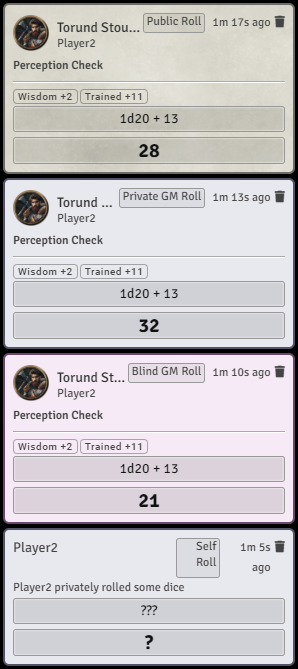 Torund Stou... Public Roll 1m 17s ago
Player2
Perception Check
Wisdom +2 Trained +11
1d20 + 13
28
Torund ... Private GM Roll 1m 13s ago
Player2
Perception Check
Wisdom +2 Trained +11
1d20 + 13
32
Torund St... Blind GM Roll 1m 10s ago
Player2
Perception Check
Wisdom +2 Trained +11
1d20 + 13
21
Player2 Self 1m 5s
Roll ago
Player2 privately rolled some dice
???
?